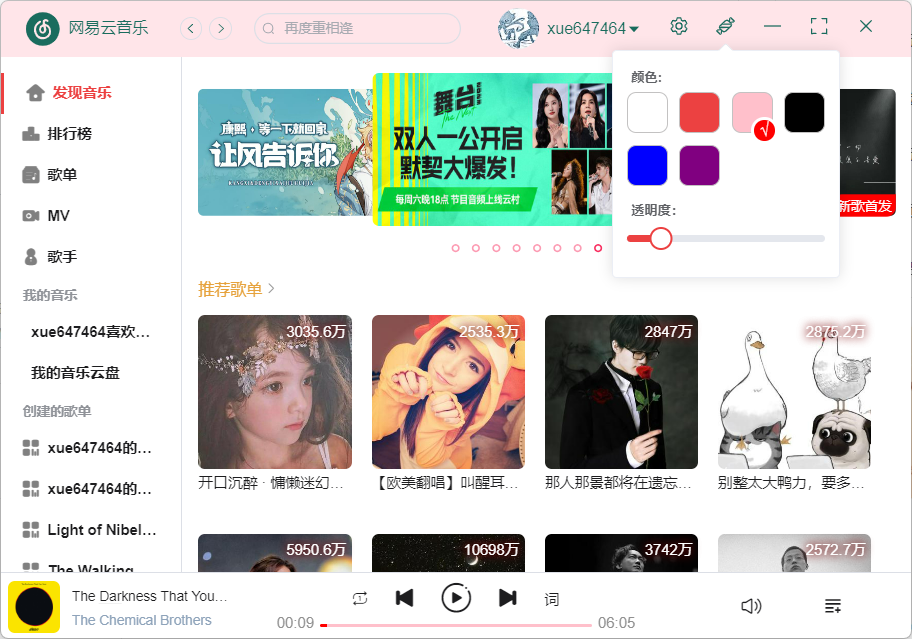 网易云音乐
再度重相逢
xue647464
发现音乐
排行榜
歌单
MV
歌手
我的音乐
xue647464喜欢…
我的音乐云盘
创建的歌单
xue647464的…
xue647464的…
Light of Nibel…
The Walking
康熙·等一下新回家
让风告诉你
舞台
2023
双人一公开启
默契大爆发！
每周六晚18点 节目音频上线云村
新歌首发
颜色:
√
透明度:
推荐歌单
3035.6万
2535.3万
2847万
2875.2万
开口沉醉 · 慵懒迷幻…
【欧美翻唱】叫醒耳…
那人那景都将在遗忘…
别整太大鸭力，要多…
5950.6万
10698万
3742万
2572.7万
The Darkness That You…
The Chemical Brothers
1
词
00:09
06:05